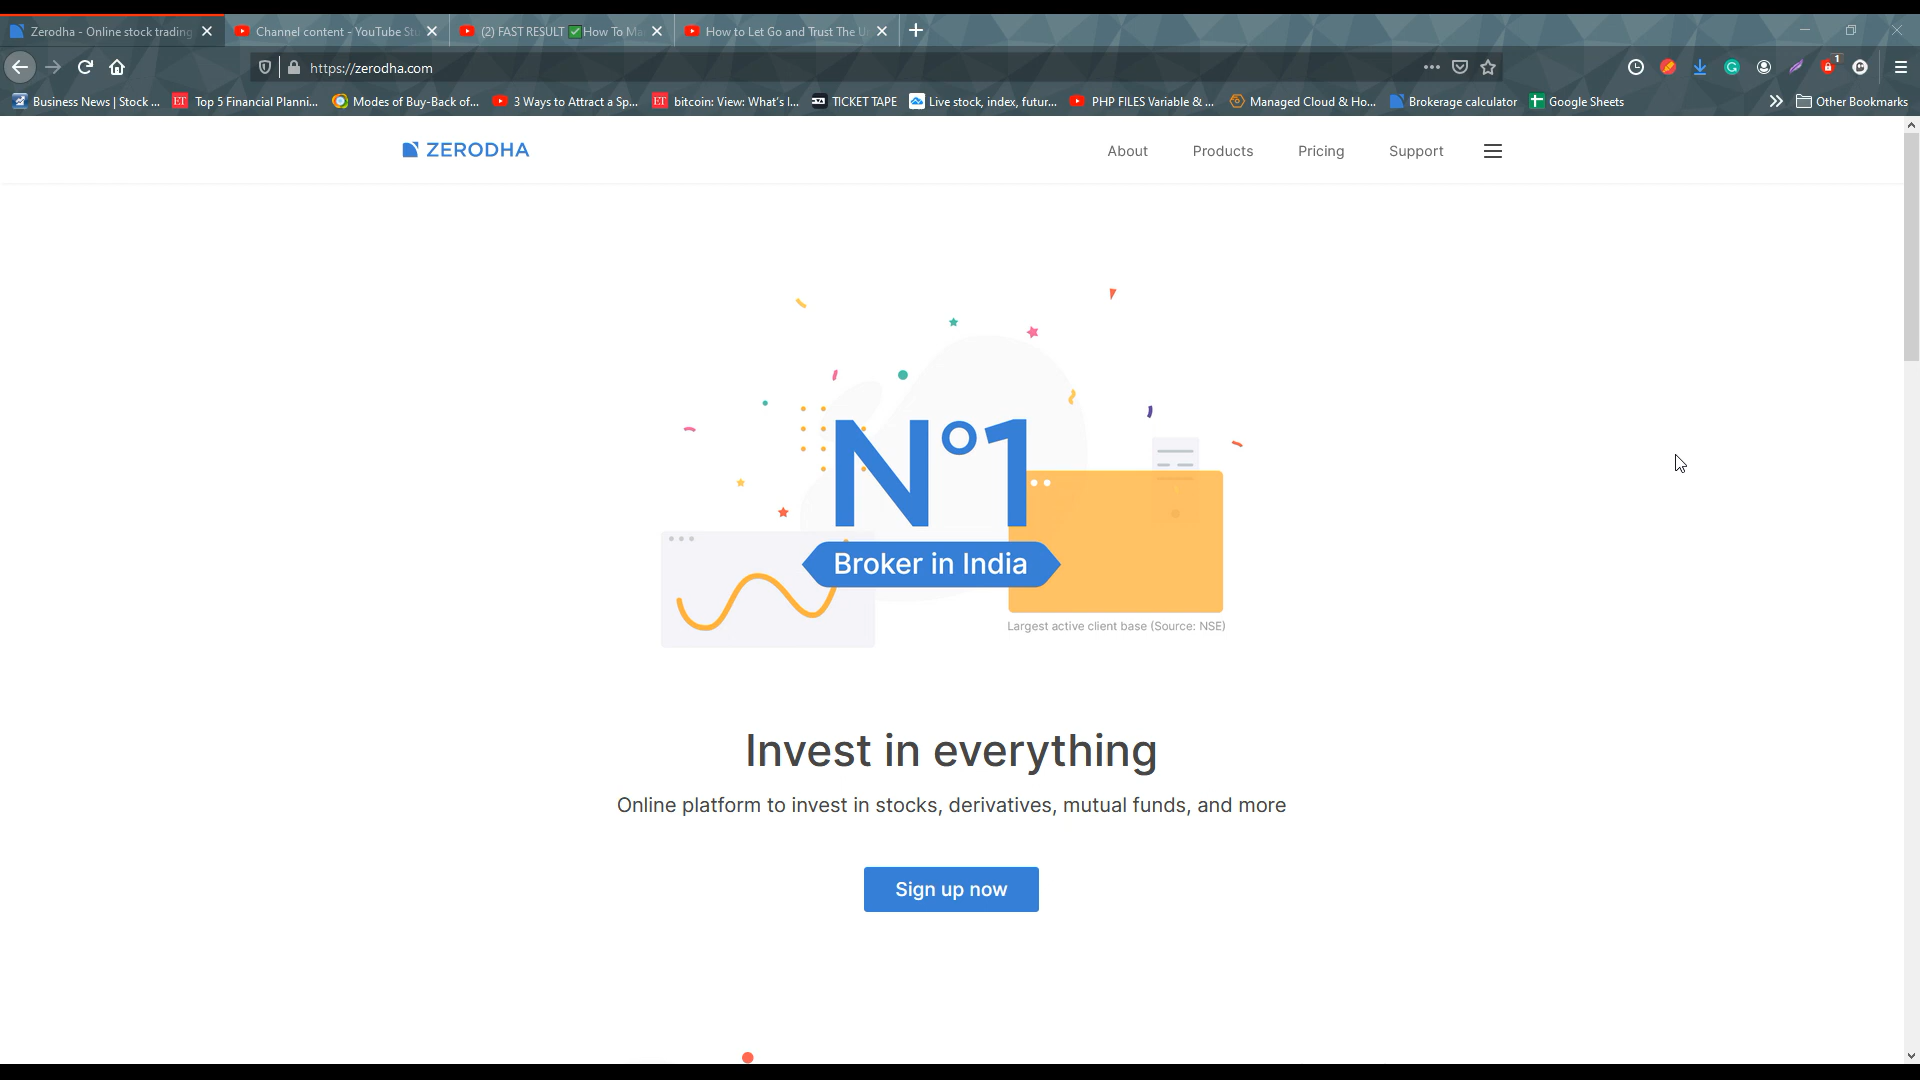 Zerodha - Online stock trading
Channel content - YouTube St
(2) FAST RESULT ✅How To Ma
How to Let Go and Trust The U
https://zerodha.com
1
Business News | Stock ...
Top 5 Financial Planni...
Modes of Buy-Back of...
3 Ways to Attract a Sp...
bitcoin: View: What's I...
TICKET TAPE
Live stock, index, futur...
PHP FILES Variable & ...
Managed Cloud & Ho...
Brokerage calculator
Google Sheets
Other Bookmarks
ZERODHA
About
Products
Pricing
Support
N°1
Broker in India
Largest active client base (Source: NSE)
Invest in everything
Online platform to invest in stocks, derivatives, mutual funds, and more
Sign up now